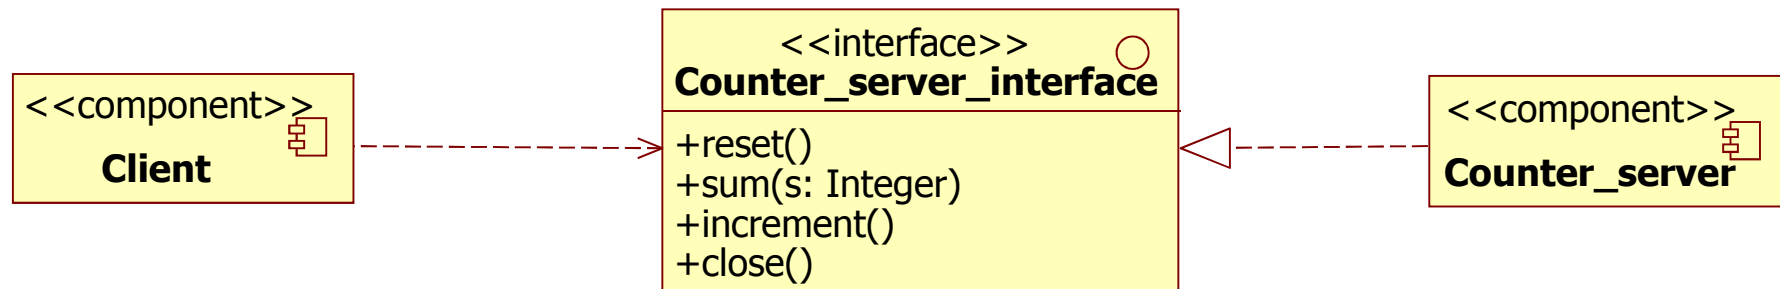 <<component>>
Client
<<interface>>
Counter_server_interface
+reset()
+sum(s: Integer)
+increment()
+close()
<<component>>
Counter_server